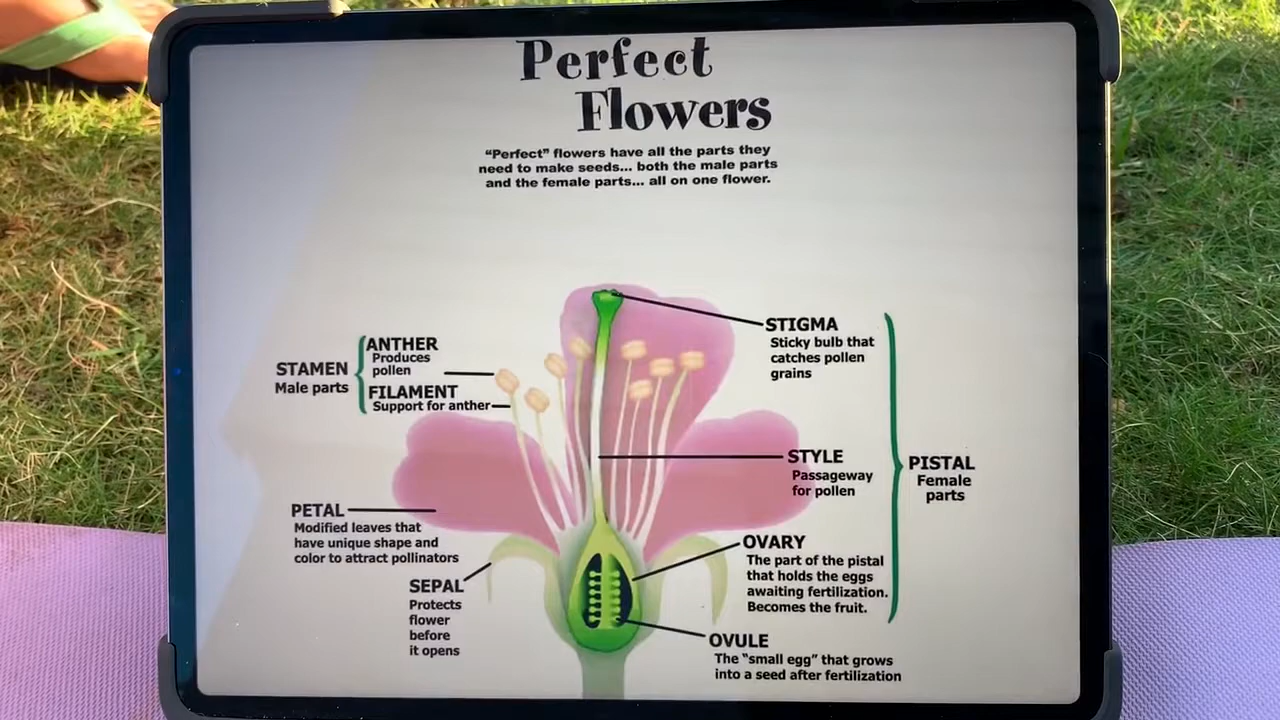 Perfect
Flowers
“Perfect” flowers have all the parts they
need to make seeds... both the male parts
and the female parts... all on one flower.
STAMEN
Male parts
ANTHER
Produces
pollen
FILAMENT
Support for anther
PETAL
Modified leaves that
have unique shape and
color to attract pollinators
SEPAL
Protects
flower
before
it opens
STIGMA
Sticky bulb that
catches pollen
grains
STYLE
Passageway
for pollen
PISTAL
Female
parts
OVARY
The part of the pistal
that holds the eggs
awaiting fertilization.
Becomes the fruit.
OVULE
The “small egg” that grows
into a seed after fertilization